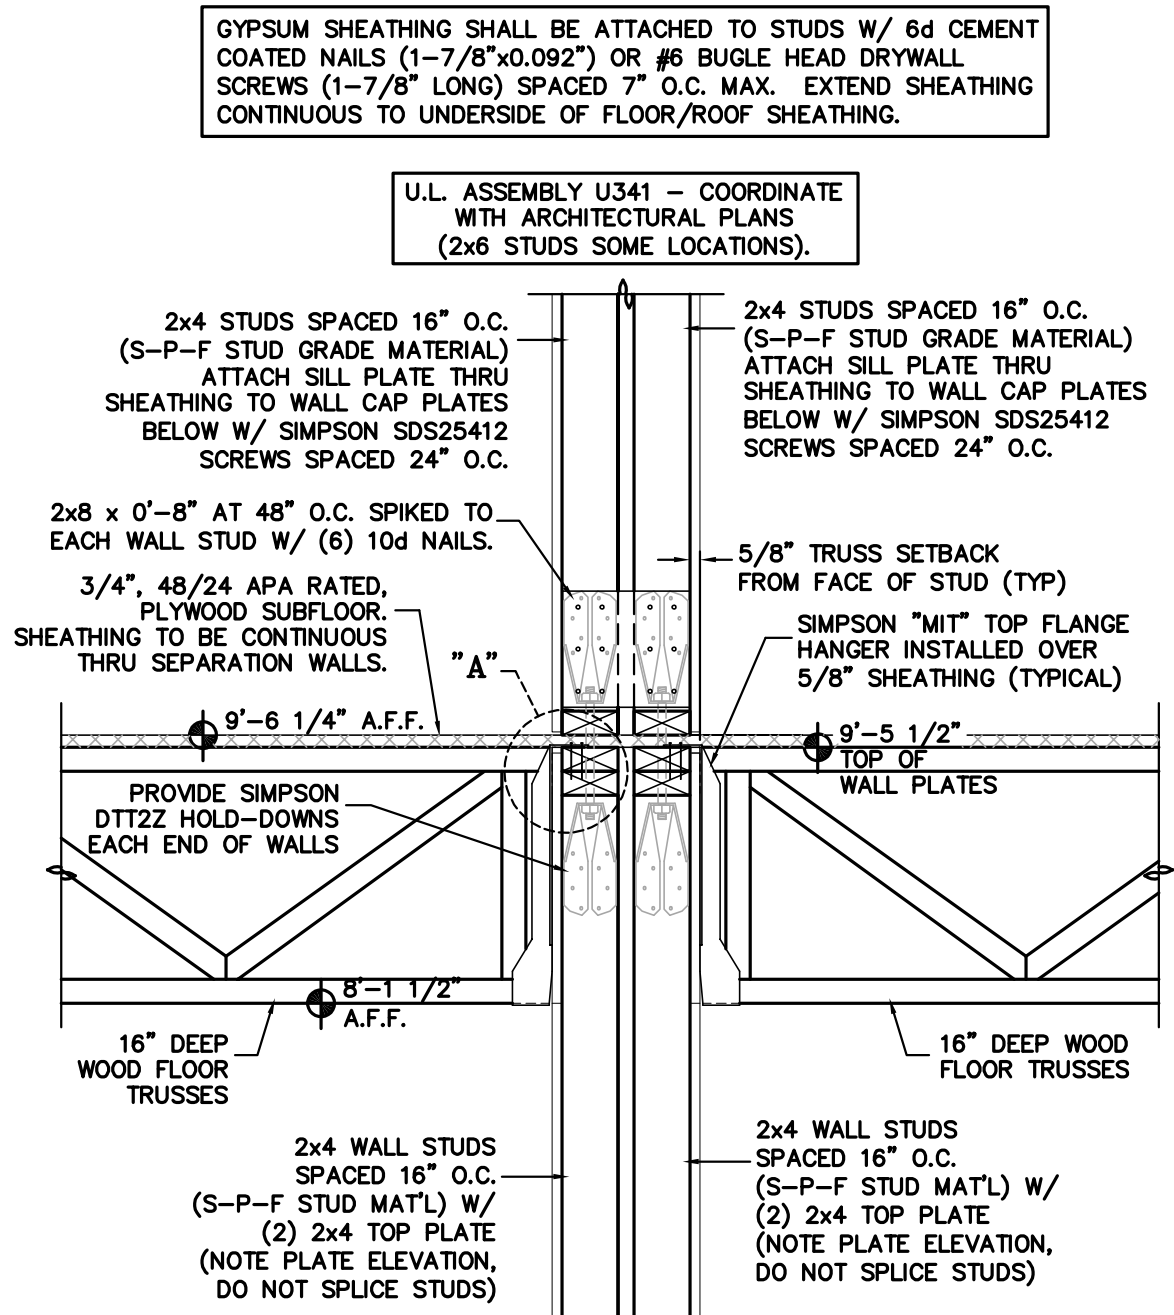 GYPSUM SHEATHING SHALL BE ATTACHED TO STUDS W/ 6d CEMENT
COATED NAILS (1-7/8"x0.092") OR #6 BUGLE HEAD DRYWALL
SCREWS (1-7/8" LONG) SPACED 7" O.C. MAX. EXTEND SHEATHING
CONTINUOUS TO UNDERSIDE OF FLOOR/ROOF SHEATHING.
U.L. ASSEMBLY U341 - COORDINATE
WITH ARCHITECTURAL PLANS
(2x6 STUDS SOME LOCATIONS).
2x4 STUDS SPACED 16" O.C.
(S-P-F STUD GRADE MATERIAL)
ATTACH SILL PLATE THRU
SHEATHING TO WALL CAP PLATES
BELOW W/ SIMPSON SDS25412
SCREWS SPACED 24" O.C.
2x4 STUDS SPACED 16" O.C.
(S-P-F STUD GRADE MATERIAL)
ATTACH SILL PLATE THRU
SHEATHING TO WALL CAP PLATES
BELOW W/ SIMPSON SDS25412
SCREWS SPACED 24" O.C.
2x8 x 0'-8" AT 48" O.C. SPIKED TO
EACH WALL STUD W/ (6) 10d NAILS.
5/8" TRUSS SETBACK
FROM FACE OF STUD (TYP)
3/4", 48/24 APA RATED,
PLYWOOD SUBFLOOR.
SHEATHING TO BE CONTINUOUS
THRU SEPARATION WALLS.
"A"
SIMPSON "MIT" TOP FLANGE
HANGER INSTALLED OVER
5/8" SHEATHING (TYPICAL)
9'-6 1/4" A.F.F.
9'-5 1/2"
TOP OF
WALL PLATES
PROVIDE SIMPSON
DTT2Z HOLD-DOWNS
EACH END OF WALLS
8'-1 1/2"
A.F.F.
16" DEEP
WOOD FLOOR
TRUSSES
16" DEEP WOOD
FLOOR TRUSSES
2x4 WALL STUDS
SPACED 16" O.C.
(S-P-F STUD MAT'L) W/
(2) 2x4 TOP PLATE
(NOTE PLATE ELEVATION,
DO NOT SPLICE STUDS)
2x4 WALL STUDS
SPACED 16" O.C.
(S-P-F STUD MAT'L) W/
(2) 2x4 TOP PLATE
(NOTE PLATE ELEVATION,
DO NOT SPLICE STUDS)